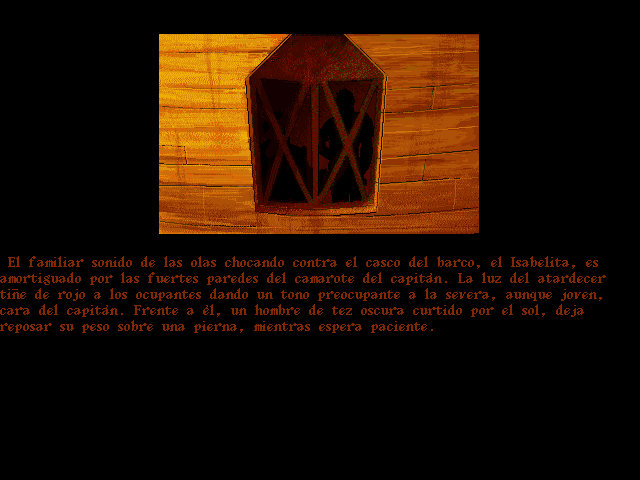 El familiar sonido de las olas chocando contra el casco del barco, el Isabelita, es
amortiguado por las fuertes paredes del camarote del capitán. La luz del atardecer
tiñe de rojo a los ocupantes dando un tono preocupante a la severa, aunque joven,
cara del capitán. Frente a él, un hombre de tez oscura curtido por el sol, deja
reposar su peso sobre una pierna, mientras espera paciente.